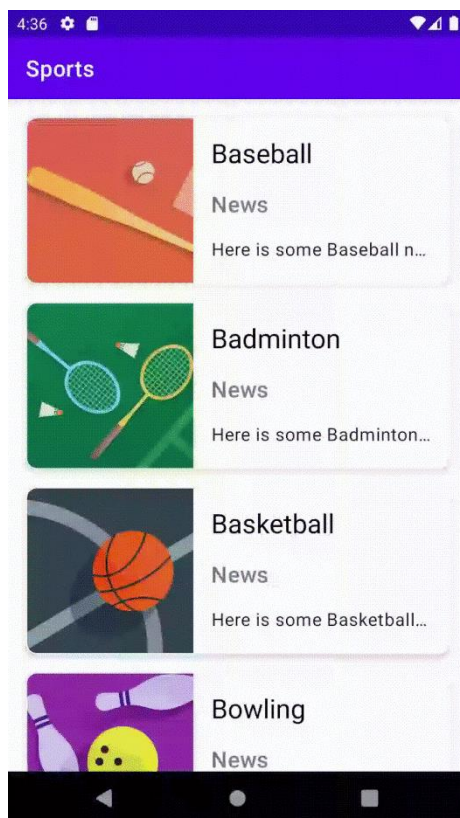 4:36
Sports
Baseball
News
Here is some Baseball n...
Badminton
News
Here is some Badminton...
Basketball
News
Here is some Basketball...
Bowling
News